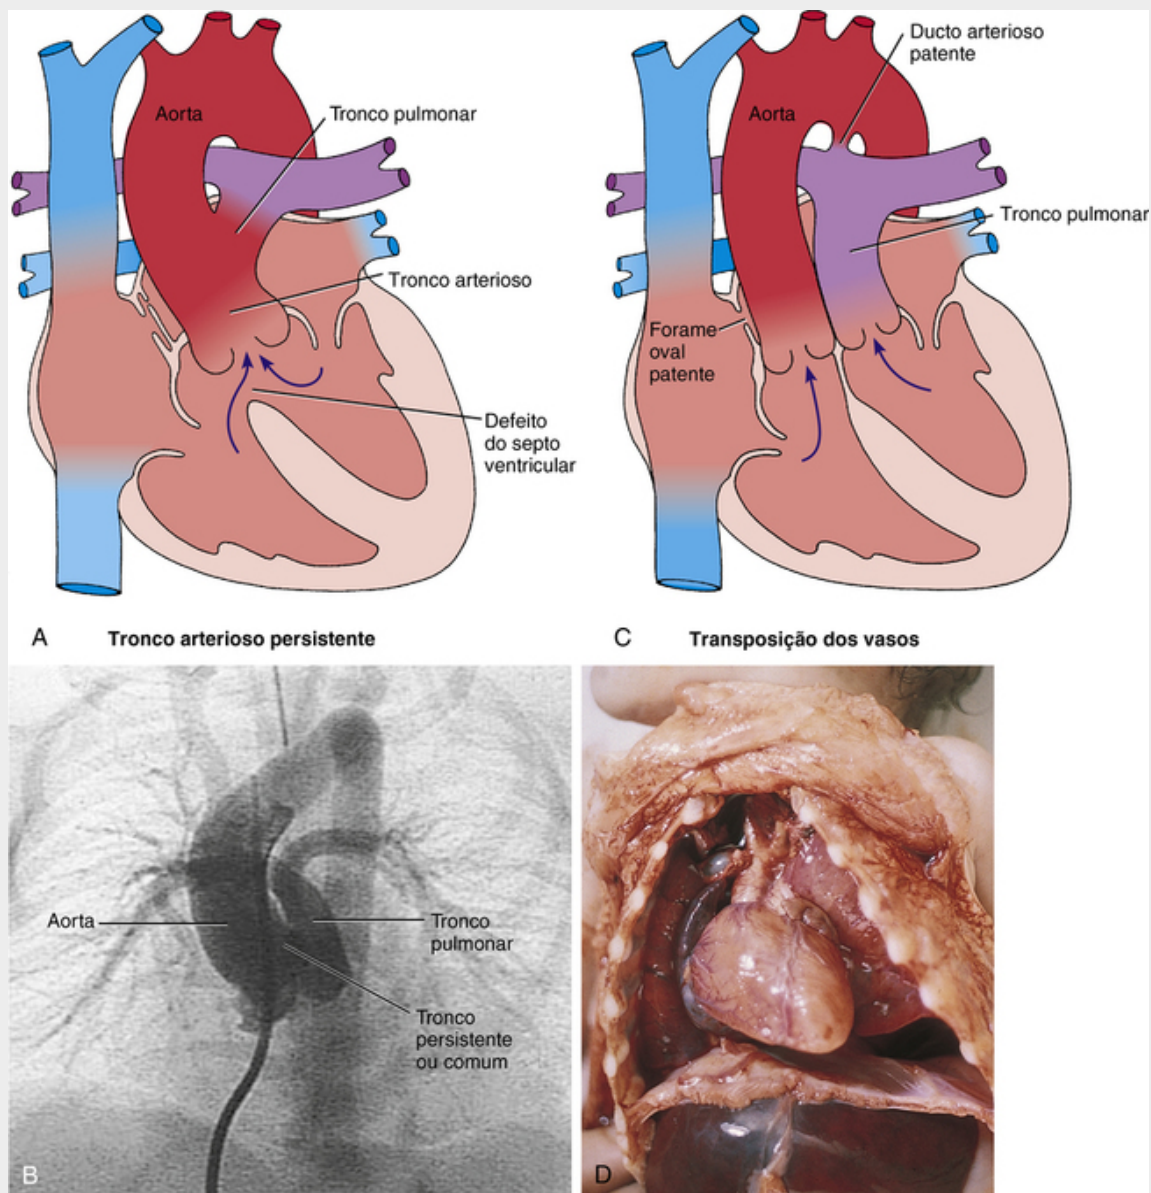 Aorta
Tronco pulmonar
Tronco arterioso
Defeito
do septo
ventricular
A
Tronco arterioso persistente
Ducto arterioso
patente
Aorta
Tronco pulmonar
Forame
oval
patente
C
Transposição dos vasos
Aorta
Tronco
pulmonar
Tronco
persistente
ou comum
B
D